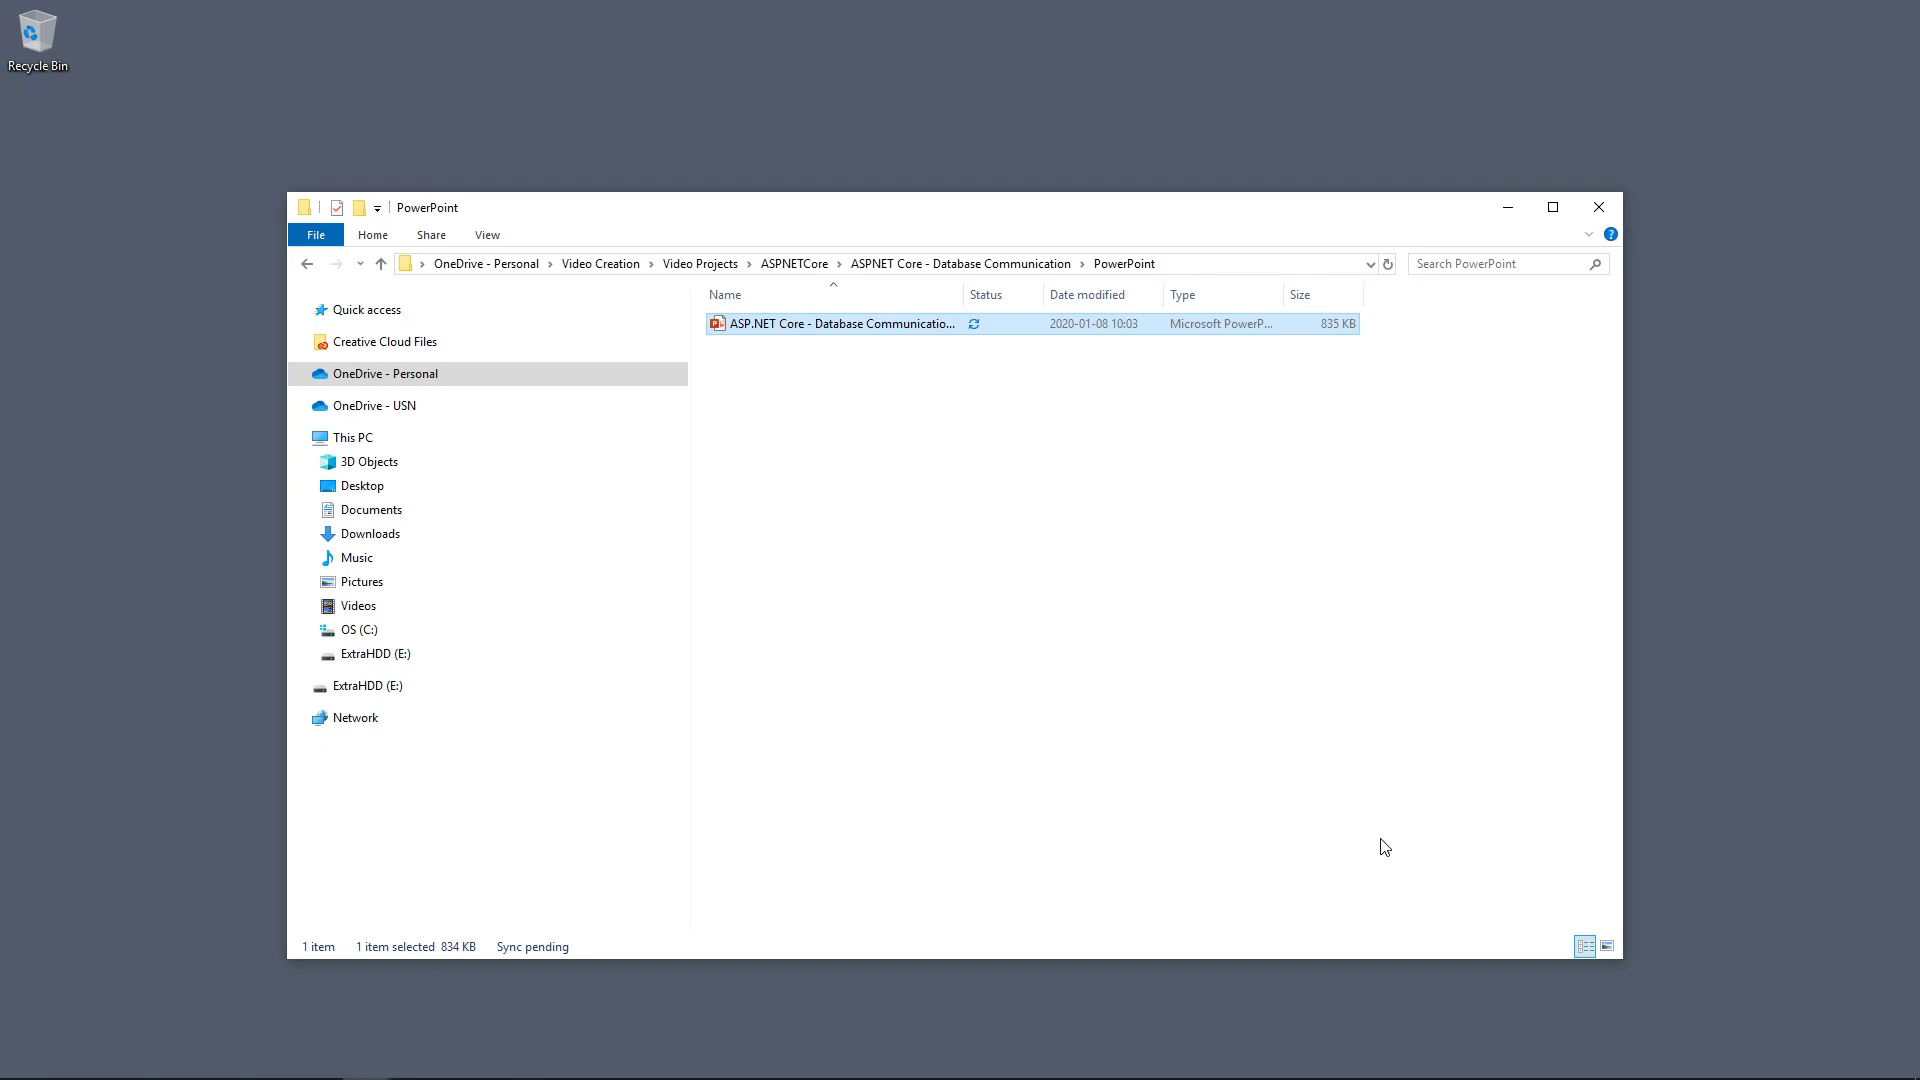 Recycle Bin
PowerPoint
File Home Share View
OneDrive - Personal Video Creation Video Projects ASPNETCore ASPNET Core - Database Communication PowerPoint Search PowerPoint
Name Status Date modified Type Size
ASP.NET Core - Database Communicatio... 2020-01-08 10:03 Microsoft PowerP... 835 KB
Quick access
Creative Cloud Files
OneDrive - Personal
OneDrive - USN
This PC
3D Objects
Desktop
Documents
Downloads
Music
Pictures
Videos
OS (C:)
ExtraHDD (E:)
ExtraHDD (E:)
Network
1 item 1 item selected 834 KB Sync pending